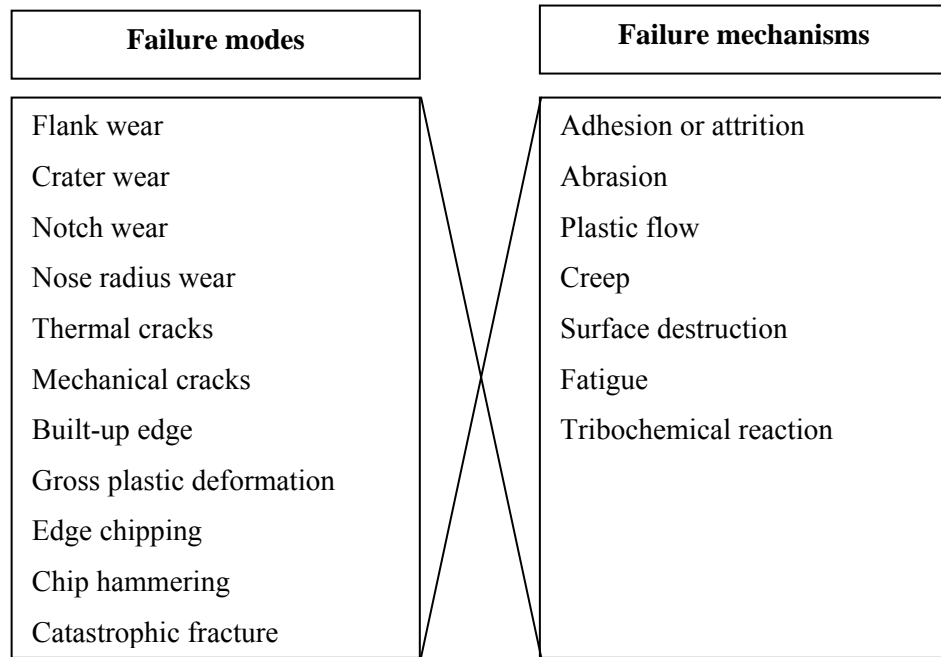 Failure modes
Failure mechanisms
Flank wear
Crater wear
Notch wear
Nose radius wear
Thermal cracks
Mechanical cracks
Built-up edge
Gross plastic deformation
Edge chipping
Chip hammering
Catastrophic fracture
Adhesion or attrition
Abrasion
Plastic flow
Creep
Surface destruction
Fatigue
Tribochemical reaction